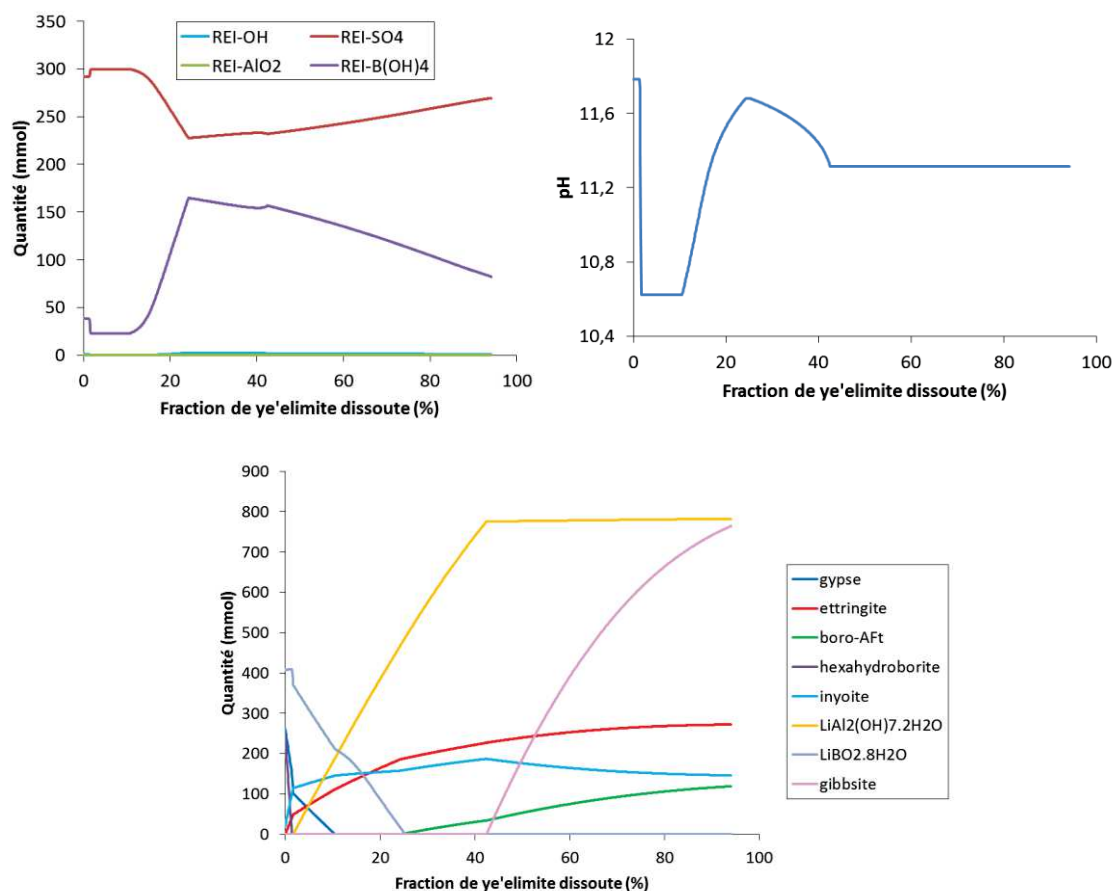 350
300
250
200
150
100
50
0
Quantité (mmol)
REI-OH
REI-SO4
REI-AlO2
REI-B(OH)4
0 20 40 60 80 100
Fraction de ye'elimite dissoute (%)
12
11,6
11,2
10,8
10,4
pH
0 20 40 60 80 100
Fraction de ye'elimite dissoute (%)
900
800
700
600
500
400
300
200
100
0
Quantité (mmol)
0 20 40 60 80 100
Fraction de ye'elimite dissoute (%)
gypse
ettringite
boro-AFt
hexahydroborite
inyoite
LiAl2(OH)7.2H2O
LiBO2.8H2O
gibbsite